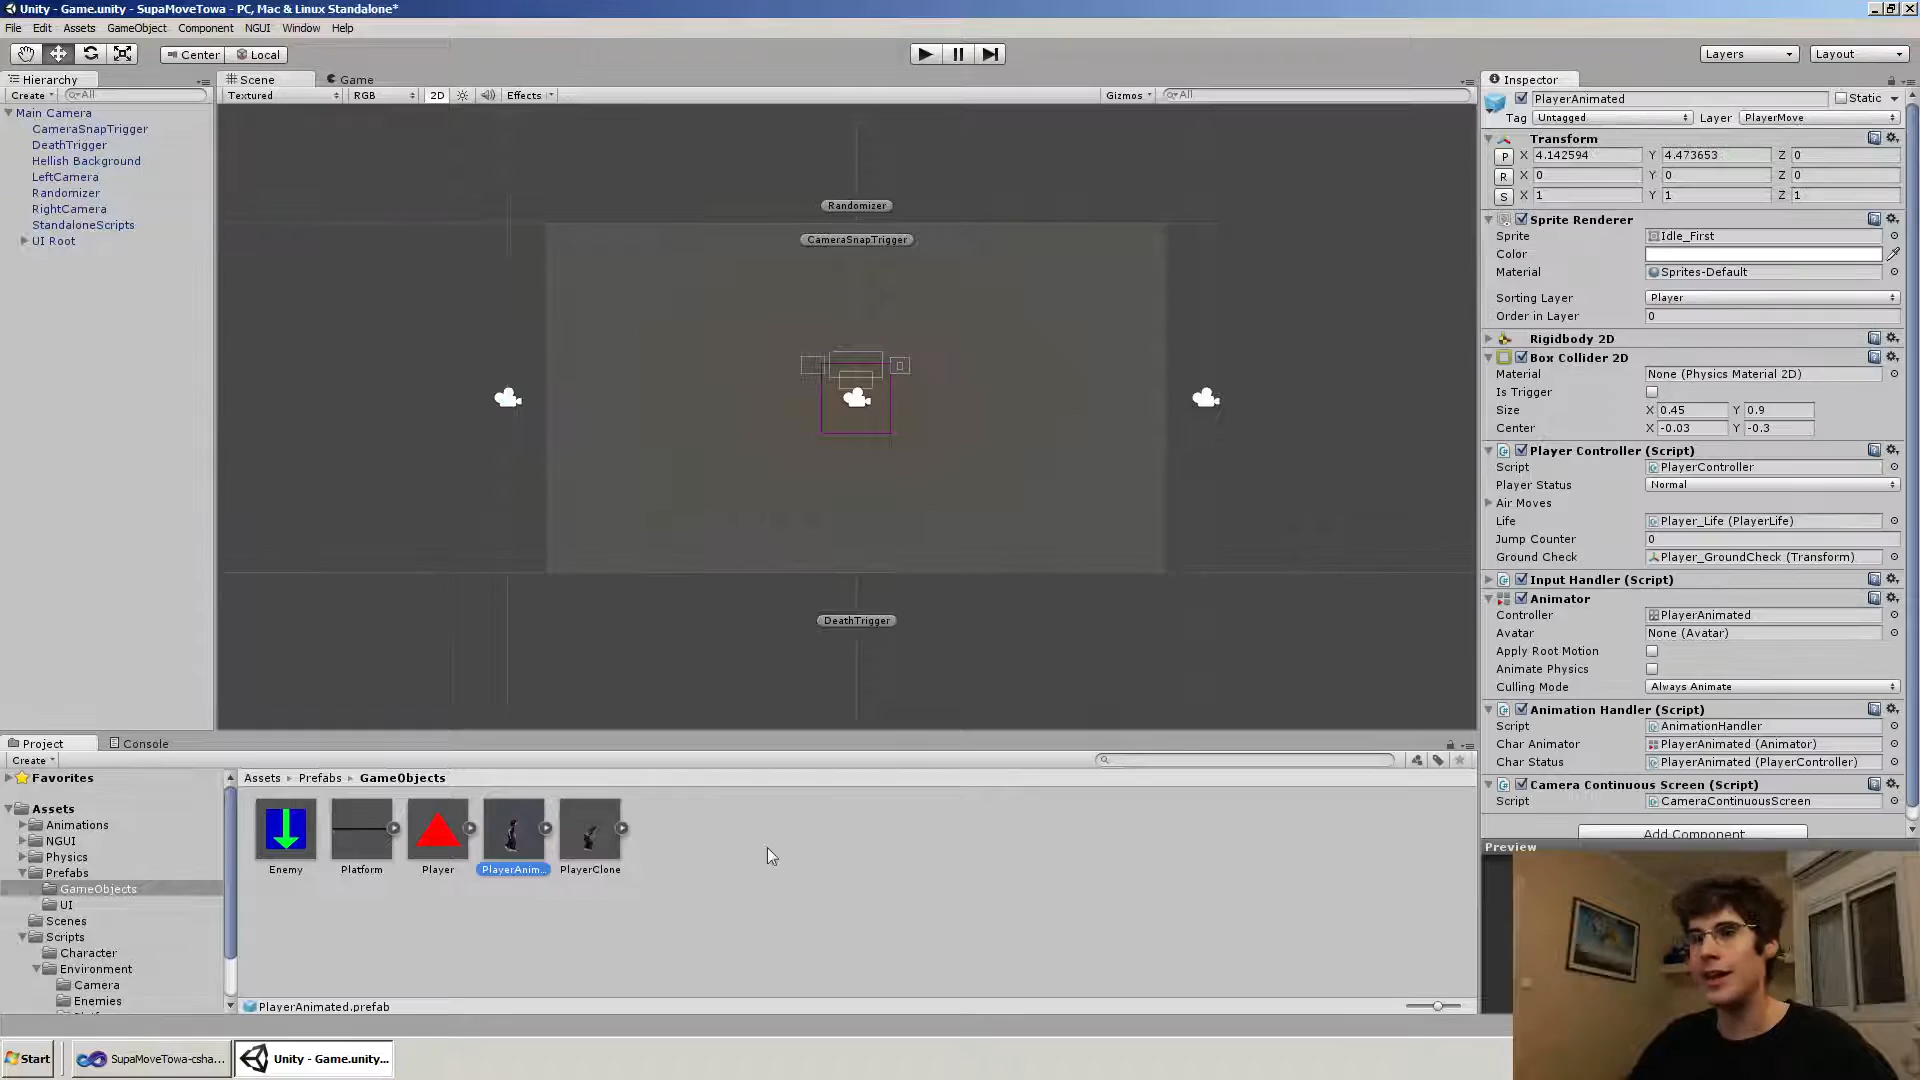 Unity - Game.unity - SupaMoveTowa - PC, Mac & Linux Standalone*
File Edit Assets GameObject Component NGUI Window Help
Center Local Layers Layout
Hierarchy
Create All
Main Camera
CameraSnapTrigger
DeathTrigger
Hellish Background
LeftCamera
Randomizer
RightCamera
StandaloneScripts
UI Root
Scene Game
Textured RGB 2D Effects Gizmos All
Randomizer
CameraSnapTrigger
DeathTrigger
Inspector
PlayerAnimated Static
Tag Untagged Layer PlayerMove
Transform
P X 4.142594 Y 4.473653 Z 0
R X 0 Y 0 Z 0
S X 1 Y 1 Z 1
Sprite Renderer
Sprite Idle_First
Color
Material Sprites-Default
Sorting Layer Player
Order in Layer 0
Rigidbody 2D
Box Collider 2D
Material None (Physics Material 2D)
Is Trigger
Size X 0.45 Y 0.9
Center X -0.03 Y -0.3
Player Controller (Script)
Script PlayerController
Player Status Normal
Air Moves
Life Player_Life (PlayerLife)
Jump Counter 0
Ground Check Player_GroundCheck (Transform)
Input Handler (Script)
Animator
Controller PlayerAnimated
Avatar None (Avatar)
Apply Root Motion
Animate Physics
Culling Mode Always Animate
Animation Handler (Script)
Script AnimationHandler
Char Animator PlayerAnimated (Animator)
Char Status PlayerAnimated (PlayerController)
Camera Continuous Screen (Script)
Script CameraContinuousScreen
Add Component
Preview
Project Console
Create
Favorites
Assets
Animations
NGUI
Physics
Prefabs
GameObjects
UI
Scenes
Scripts
Character
Environment
Camera
Enemies
Assets Prefabs GameObjects
Enemy Platform Player PlayerAnim... PlayerClone
PlayerAnimated.prefab
Start SupaMoveTowa-csha... Unity - Game.unity...